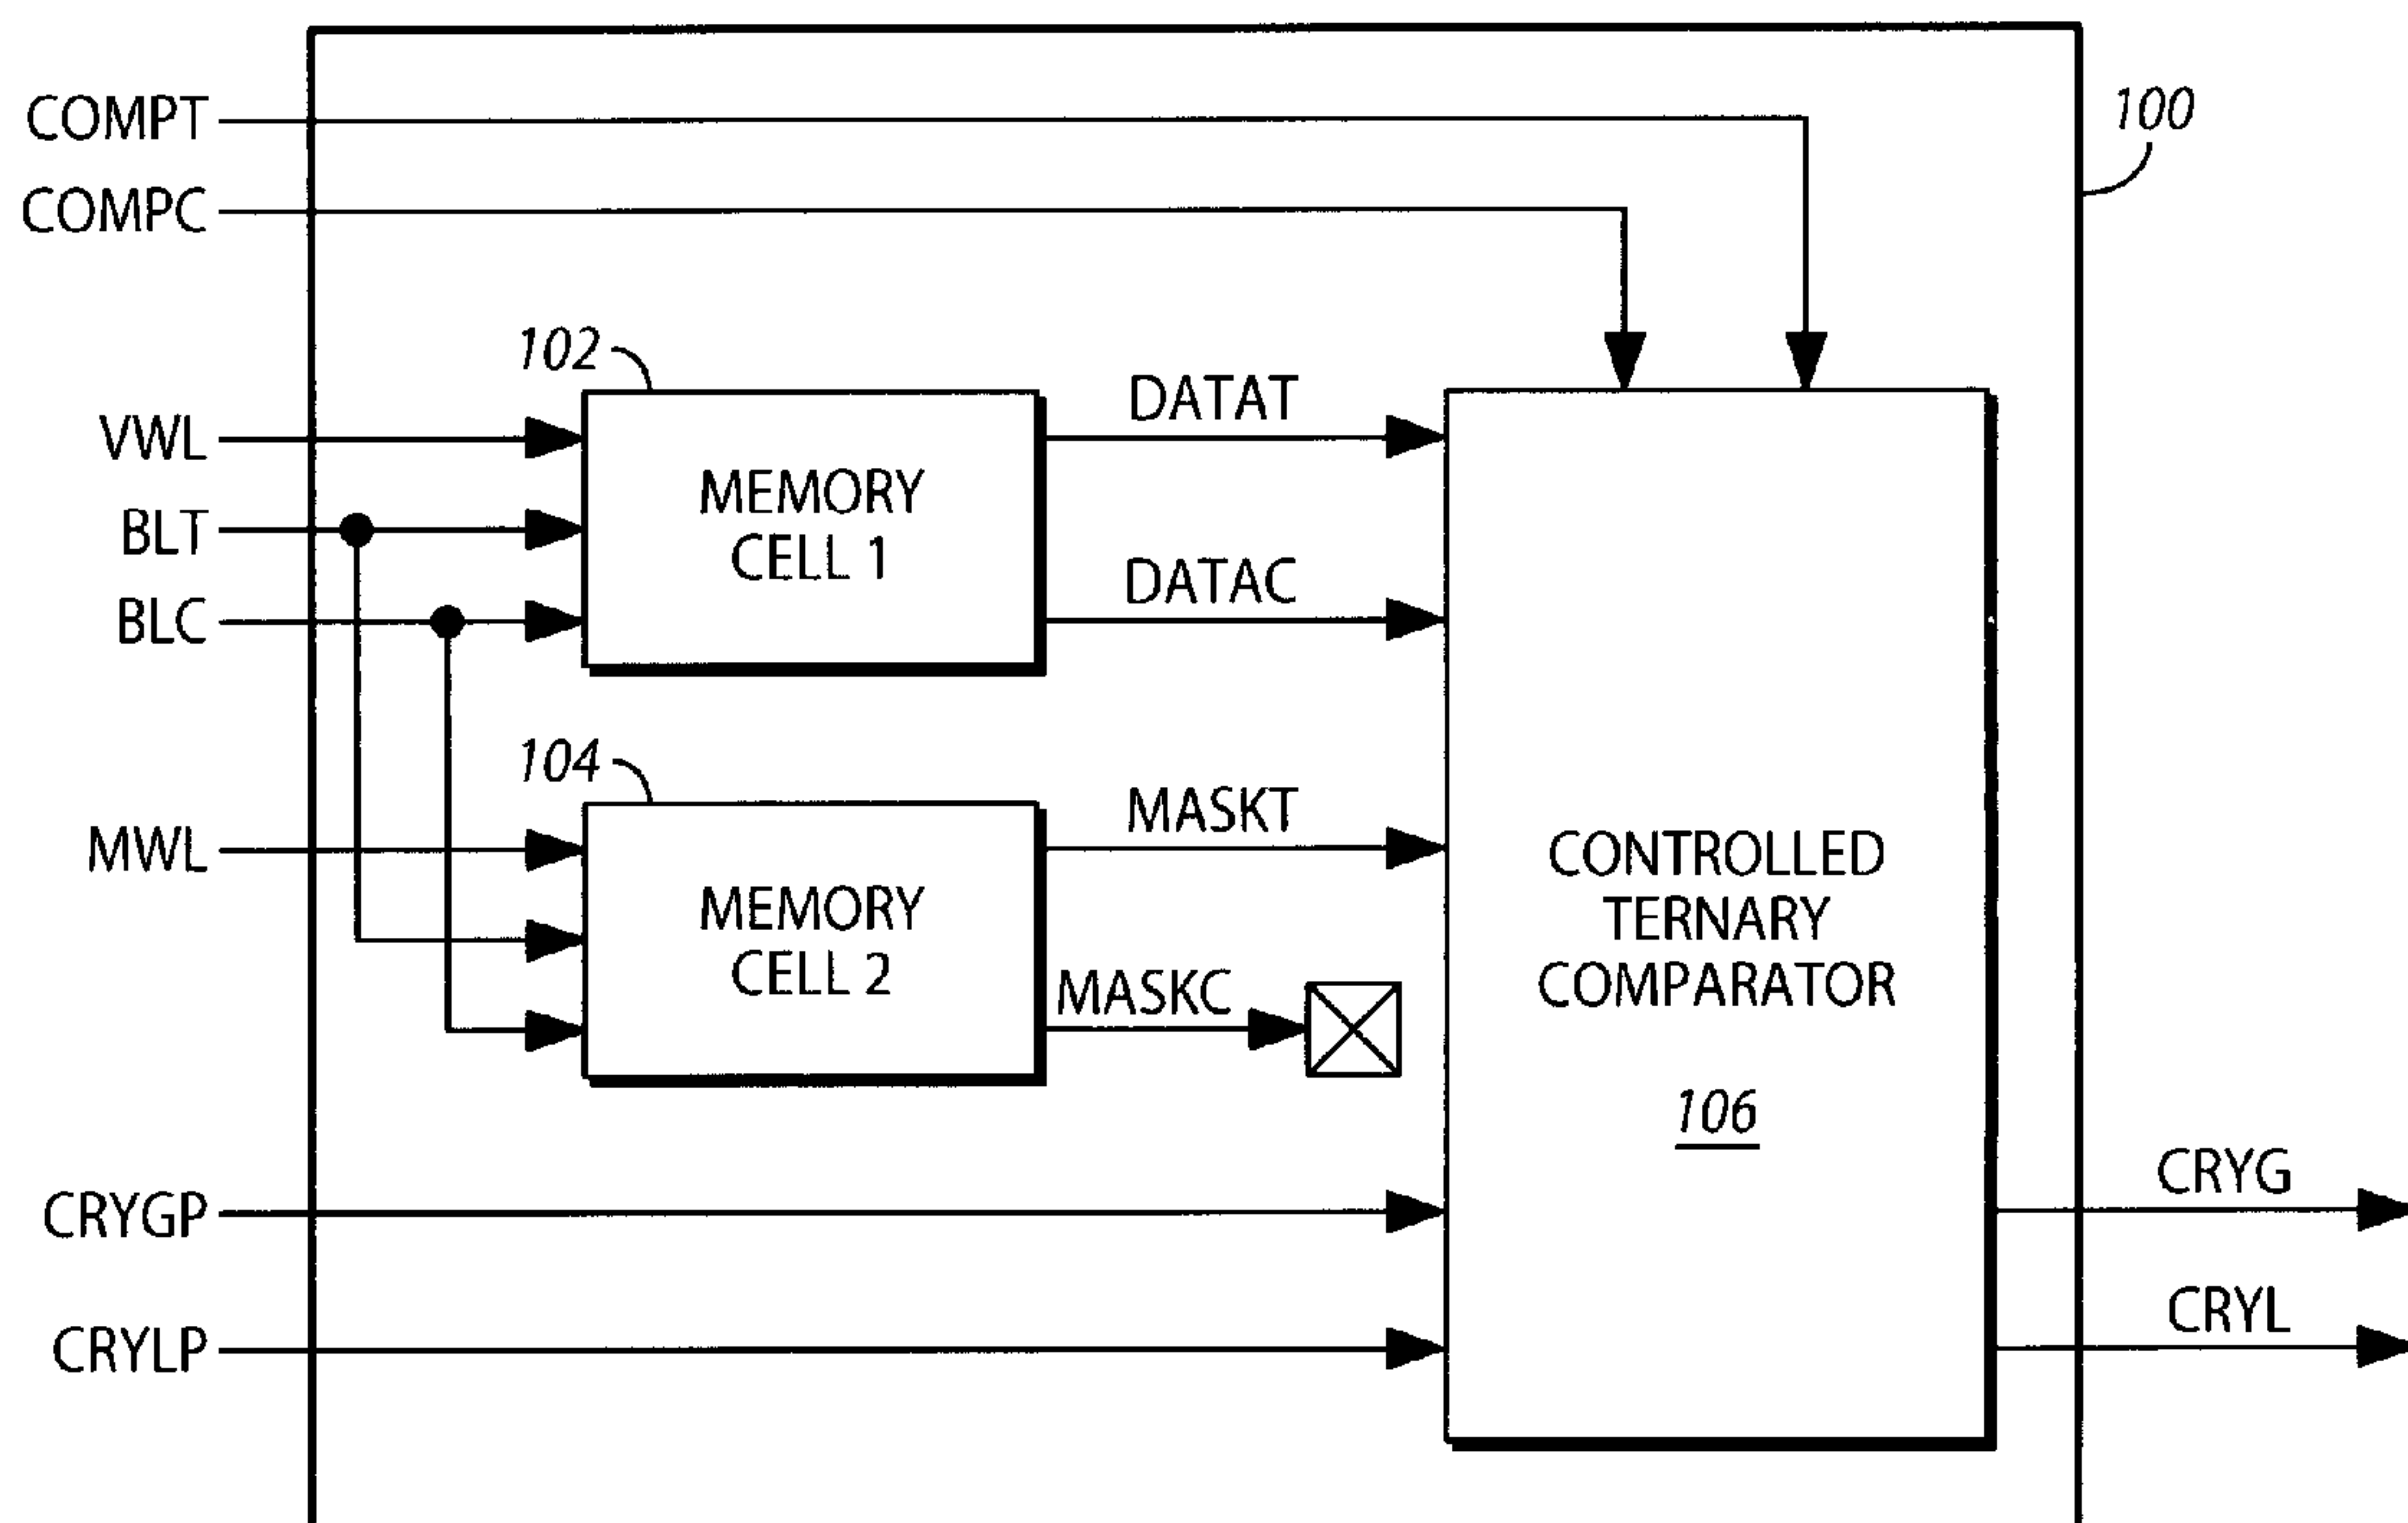 COMPT
100
COMPC
102
DATAT
VWL
MEMORY
CELL 1
BLT
DATAC
BLC
104
MASKT
MWL
MEMORY
CELL 2
MASKC
CONTROLLED
TERNARY
COMPARATOR
106
CRYGP
CRYG
CRYLP
CRYL